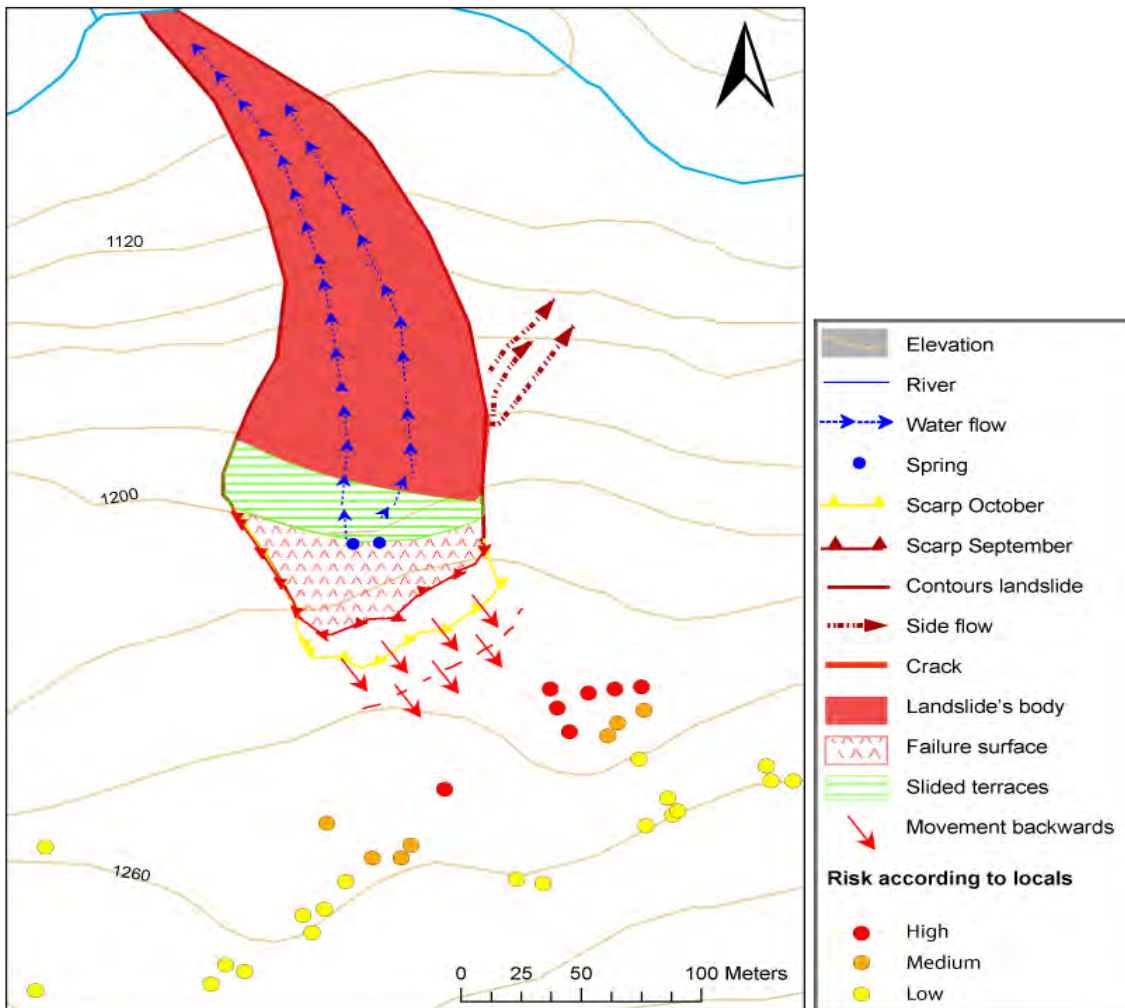 1120
1200
1260
0 25 50 100 Meters
Elevation
River
Water flow
Spring
Scarp October
Scarp September
Contours landslide
Side flow
Crack
Landslide's body
Failure surface
Slided terraces
Movement backwards
Risk according to locals
High
Medium
Low